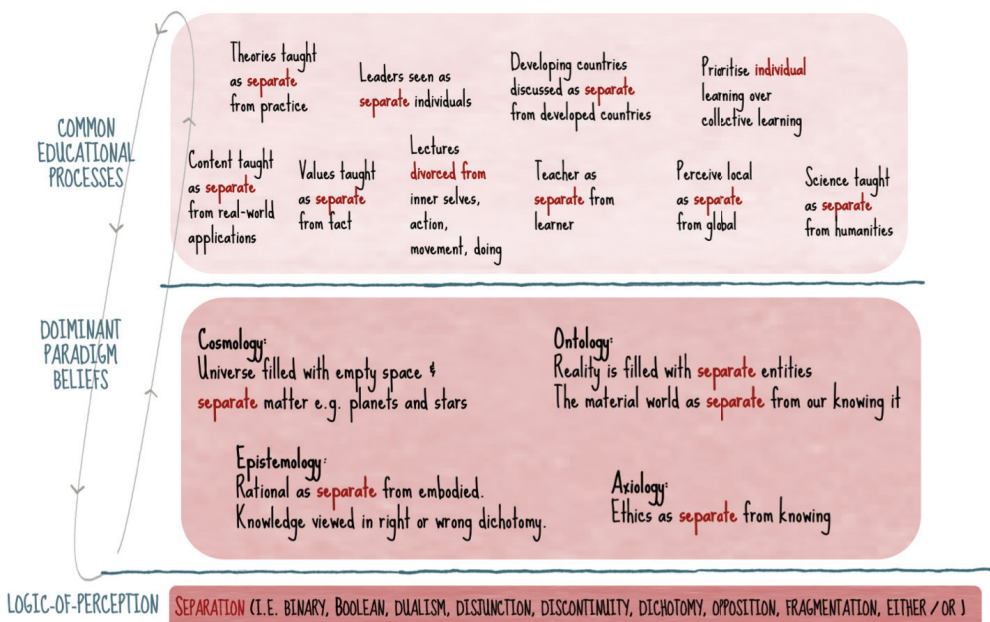 COMMON
EDUCATIONAL
PROCESSES
Theories taught
as separate
from practice
Leaders seen as
separate individuals
Developing countries
discussed as separate
from developed countries
Prioritise individual
learning over
collective learning
Content taught
as separate
from real-world
applications
Values taught
as separate
from fact
Lectures
divorced from
inner selves,
action,
movement, doing
Teacher as
separate from
learner
Perceive local
as separate
from global
Science taught
as separate
from humanities
DOIMINANT
PARADIGM
BELIEFS
Cosmology:
Universe filled with empty space &
separate matter e.g. planets and stars
Ontology:
Reality is filled with separate entities
The material world as separate from our knowing it
Epistemology:
Rational as separate from embodied.
Knowledge viewed in right or wrong dichotomy.
Axiology:
Ethics as separate from knowing
LOGIC-OF-PERCEPTION
SEPARATION (I.E. BINARY, BOOLEAN, DUALISM, DISJUNCTION, DISCONTINUITY, DICHOTOMY, OPPOSITION, FRAGMENTATION, EITHER / OR )